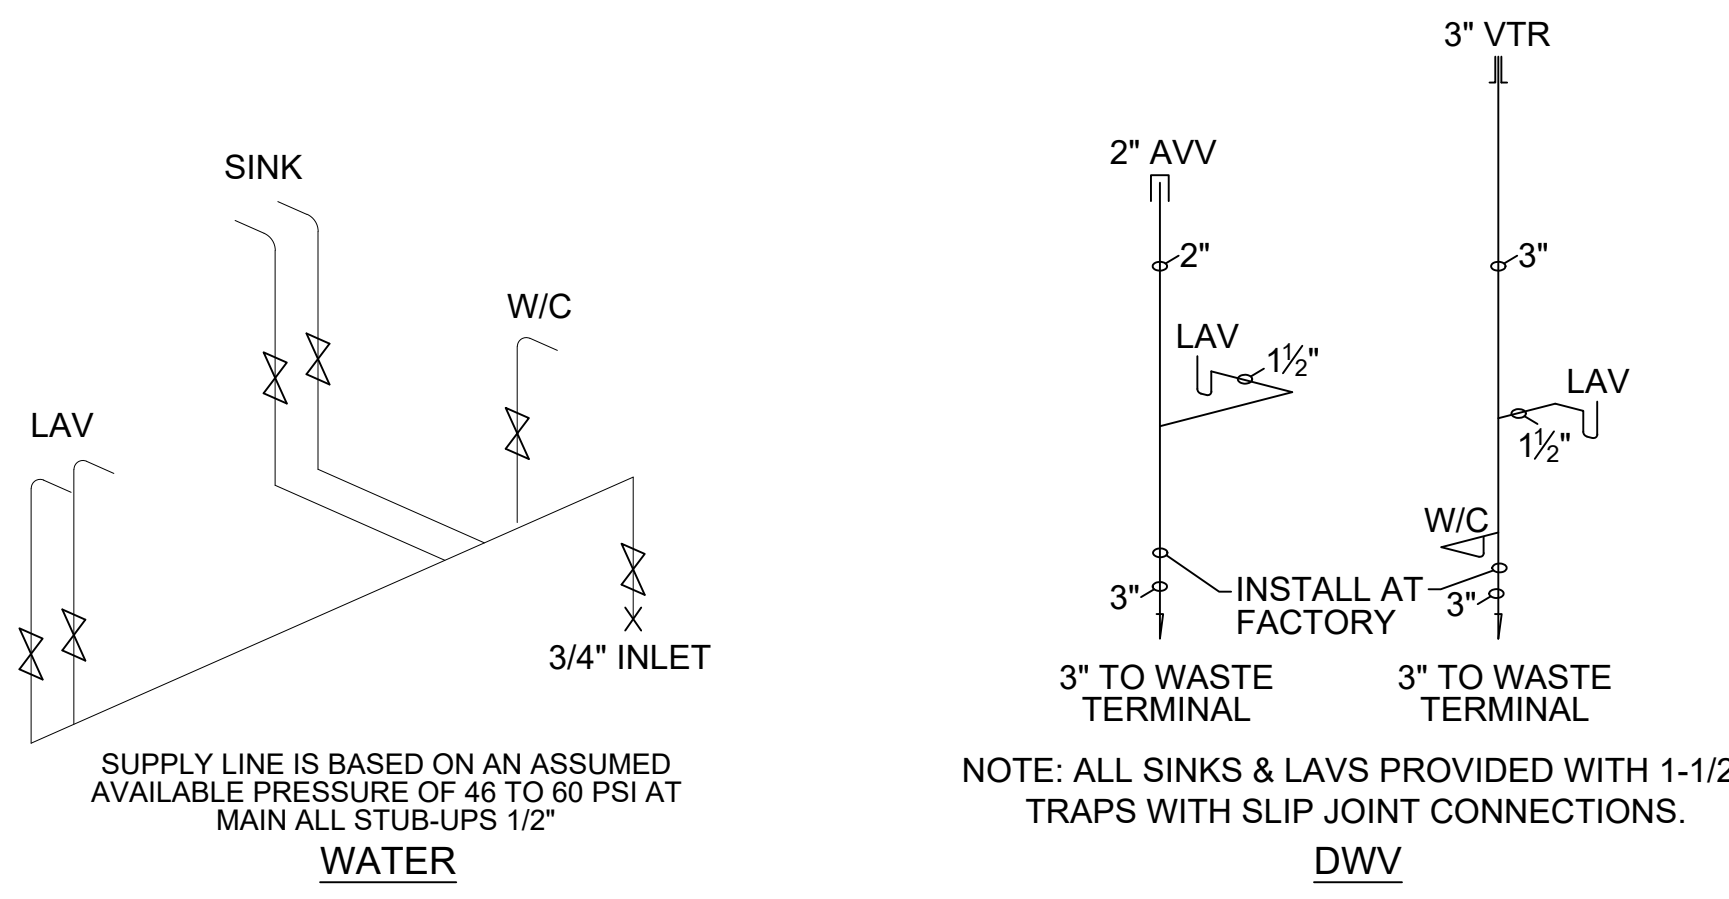 SINK
W/C
LAV
3/4" INLET
SUPPLY LINE IS BASED ON AN ASSUMED
AVAILABLE PRESSURE OF 46 TO 60 PSI AT
MAIN ALL STUB-UPS 1/2"
WATER
3" VTR
2" AVV
2"
3"
LAV
1½"
LAV
1½"
W/C
INSTALL AT
FACTORY
3"
3"
3" TO WASTE
TERMINAL
3" TO WASTE
TERMINAL
NOTE: ALL SINKS & LAVS PROVIDED WITH 1-1/2
TRAPS WITH SLIP JOINT CONNECTIONS.
DWV